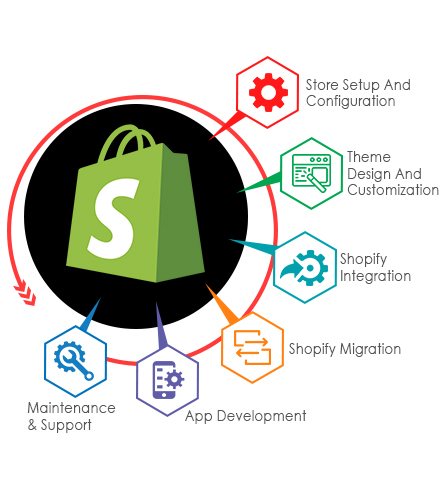 S
Store Setup And
Configuration
Theme
Design And
Customization
Shopify
Integration
Shopify Migration
App Development
Maintenance
& Support